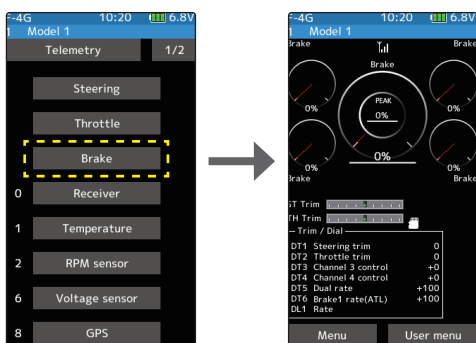 F-4G 10:20 6.8V
1 Model 1
Telemetry 1/2
Steering
Throttle
Brake
0 Receiver
1 Temperature
2 RPM sensor
6 Voltage sensor
8 GPS
F-4G 10:20 6.8V
1 Model 1
Brake Brake
Brake
PEAK
0%
0% 0%
0%
0% 0%
Brake Brake
ST Trim
TH Trim
Trim / Dial
DT1 Steering trim 0
DT2 Throttle trim 0
DT3 Channel 3 control +0
DT4 Channel 4 control +0
DT5 Dual rate +100
DT6 Brake1 rate(ATL) +100
DL1 Rate
Menu User menu